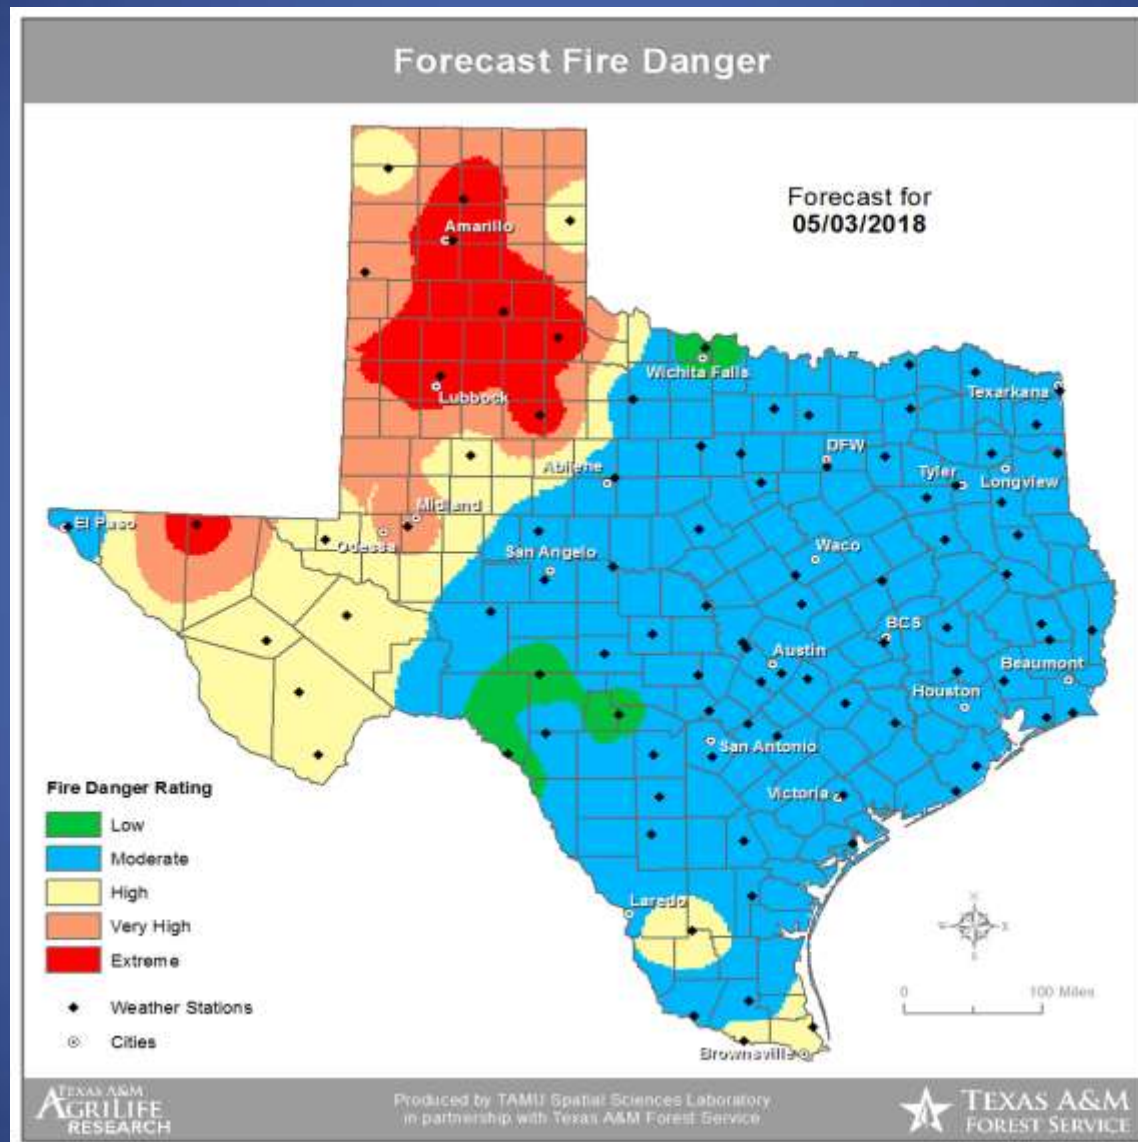 Forecast Fire Danger
Forecast for
05/03/2018
Amarillo
Wichita Falls
Lubbock
Texarkana
Abilene
DFW
Tyler
Longview
Midland
El Paso
Odessa
San Angelo
Waco
BCS
Austin
Beaumont
Houston
San Antonio
Victoria
Fire Danger Rating
Low
Moderate
High
Very High
Extreme
Weather Stations
Cities
Laredo
N
W
E
S
0 100 Miles
Brownsville
TEXAS A&M
AGRILIFE
RESEARCH
Produced by TAMU Spatial Sciences Laboratory
in partnership with Texas A&M Forest Service
TEXAS A&M
FOREST SERVICE